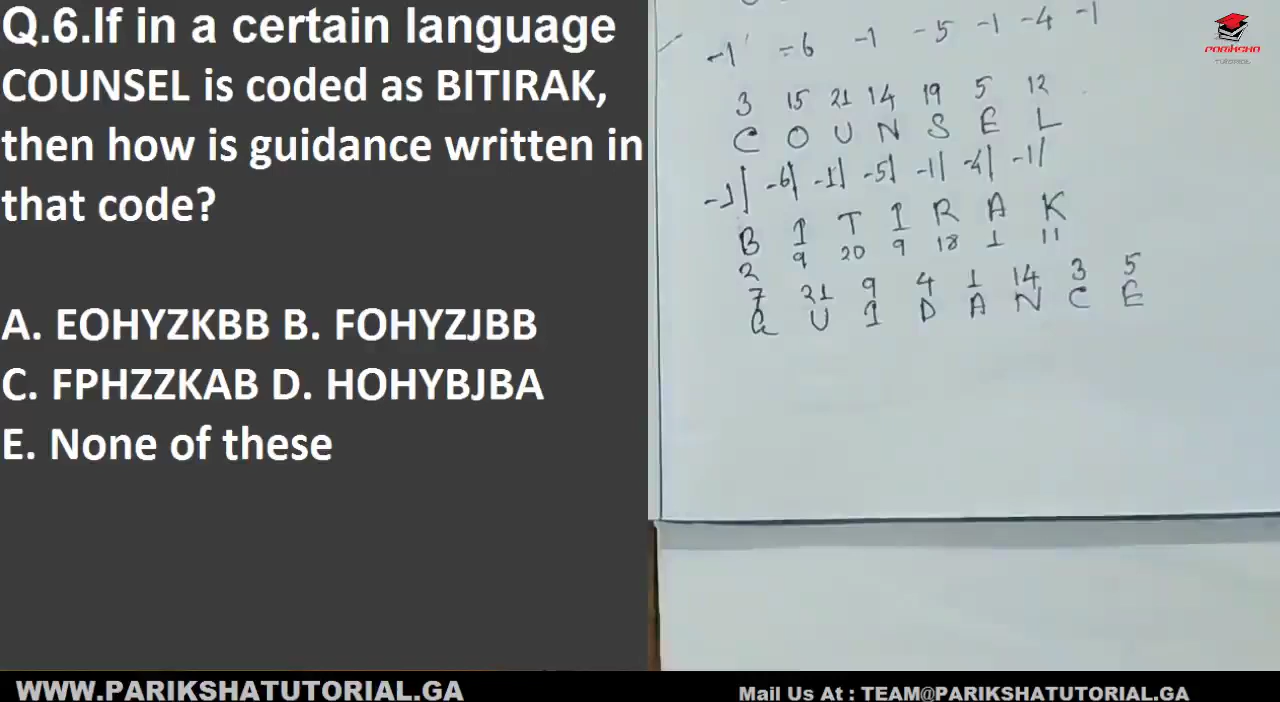 Q.6.If in a certain language
COUNSEL is coded as BITIRAK,
then how is guidance written in
that code?
A. EOHYZKBB B. FOHYZJBB
C. FPHZZKAB D. HOHYBJBA
E. None of these
-1 -6 -1 -5 -1 -4 -1
3 15 21 14 19 5 12
C O U N S E L
-1| -6| -1| -5| -1| -4| -1|
B I T I R A K
2 9 20 9 18 1 11
7 21 9 4 1 14 3 5
G U I D A N C E
PARIKSHA
TUTORIAL
WWW.PARIKSHATUTORIAL.GA
Mail Us At : TEAM@PARIKSHATUTORIAL.GA